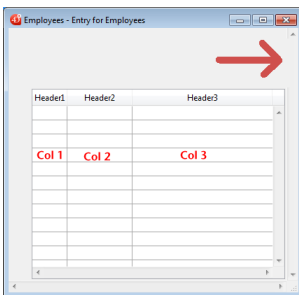 Employees - Entry for Employees
Header1 Header2 Header3
Col 1 Col 2 Col 3